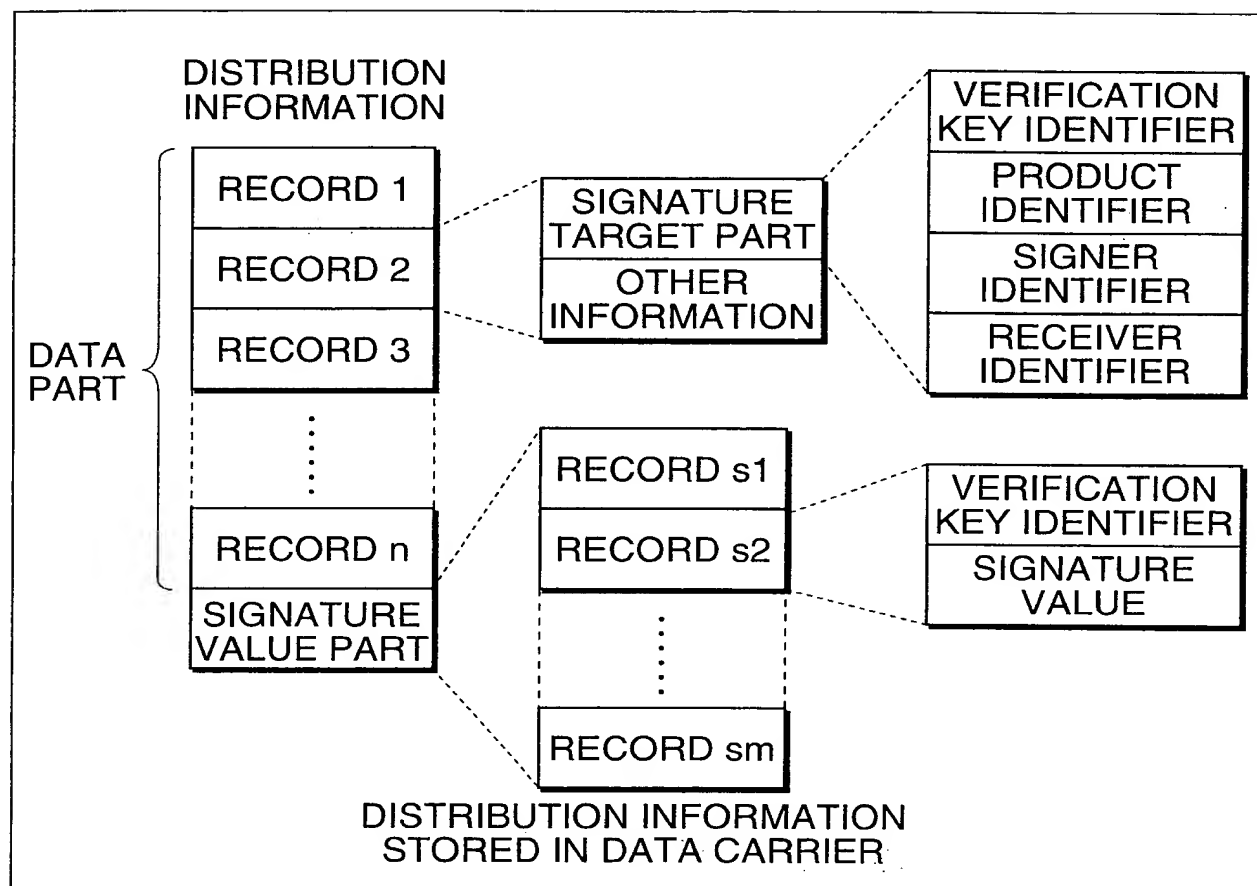 DISTRIBUTION
INFORMATION
DATA
PART
RECORD 1
RECORD 2
RECORD 3
RECORD n
SIGNATURE
VALUE PART
SIGNATURE
TARGET PART
OTHER
INFORMATION
VERIFICATION
KEY IDENTIFIER
PRODUCT
IDENTIFIER
SIGNER
IDENTIFIER
RECEIVER
IDENTIFIER
RECORD s1
RECORD s2
RECORD sm
VERIFICATION
KEY IDENTIFIER
SIGNATURE
VALUE
DISTRIBUTION INFORMATION
STORED IN DATA CARRIER